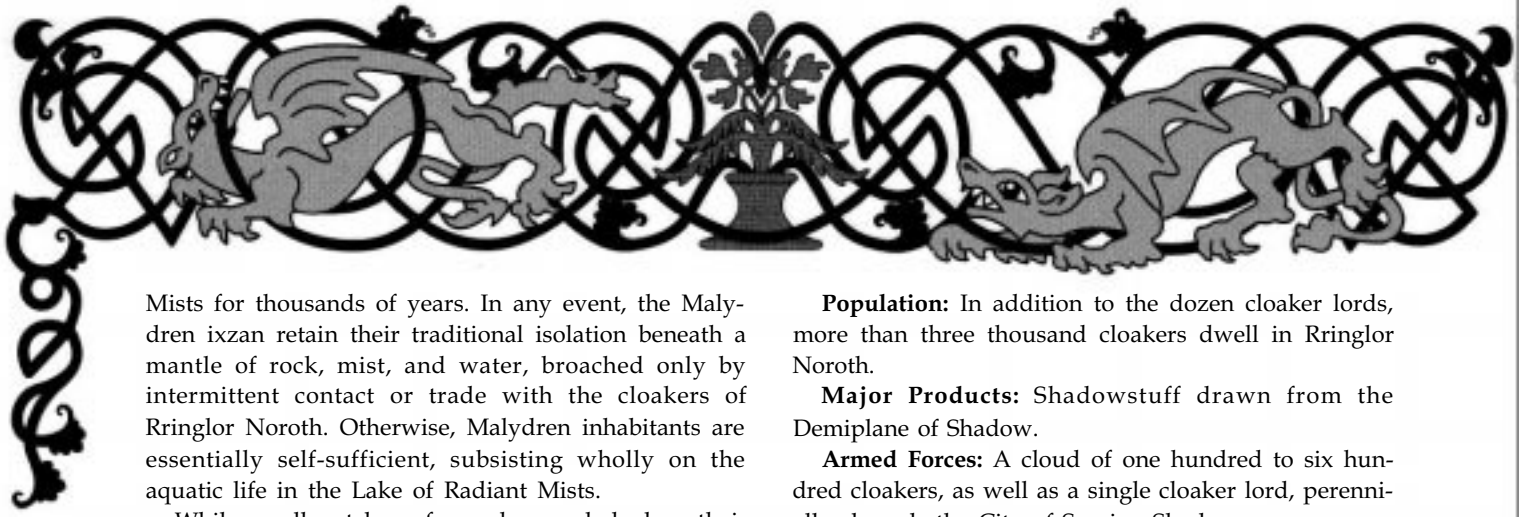 Mists for thousands of years. In any event, the Maly-
dren ixzan retain their traditional isolation beneath a
mantle of rock, mist, and water, broached only by
intermittent contact or trade with the cloakers of
Rringlor Noroth. Otherwise, Malydren inhabitants are
essentially self-sufficient, subsisting wholly on the
aquatic life in the Lake of Radiant Mists.
Population: In addition to the dozen cloaker lords,
more than three thousand cloakers dwell in Rringlor
Noroth.
Major Products: Shadowstuff drawn from the
Demiplane of Shadow.
Armed Forces: A cloud of one hundred to six hun-
dred cloakers, as well as a single cloaker lord, perenni-